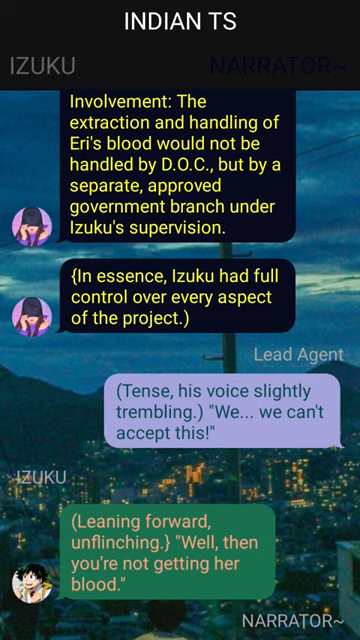 INDIAN TS
IZUKU
NARRATOR~
Involvement: The
extraction and handling of
Eri's blood would not be
handled by D.O.C., but by a
separate, approved
government branch under
Izuku's supervision.
{In essence, Izuku had full
control over every aspect
of the project.)
Lead Agent
(Tense, his voice slightly
trembling.) "We... we can't
accept this!"
IZUKU
(Leaning forward,
unflinching.} "Well, then
you're not getting her
blood."
NARRATOR~